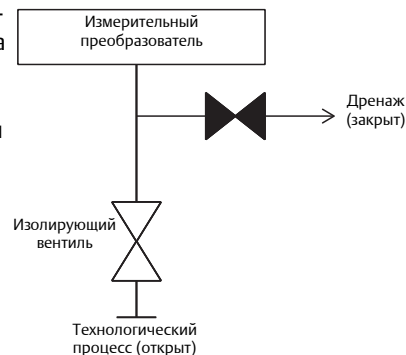 Измерительный
преобразователь
Дренаж
(закрыт)
Изолирующий
вентиль
Технологический
процесс (открыт)